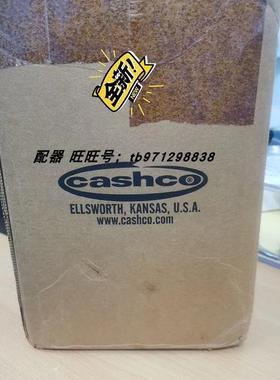 全新!
配器 旺旺号；tb971298838
cashco
ELLSWORTH, KANSAS, U.S.A.
www.cashco.com